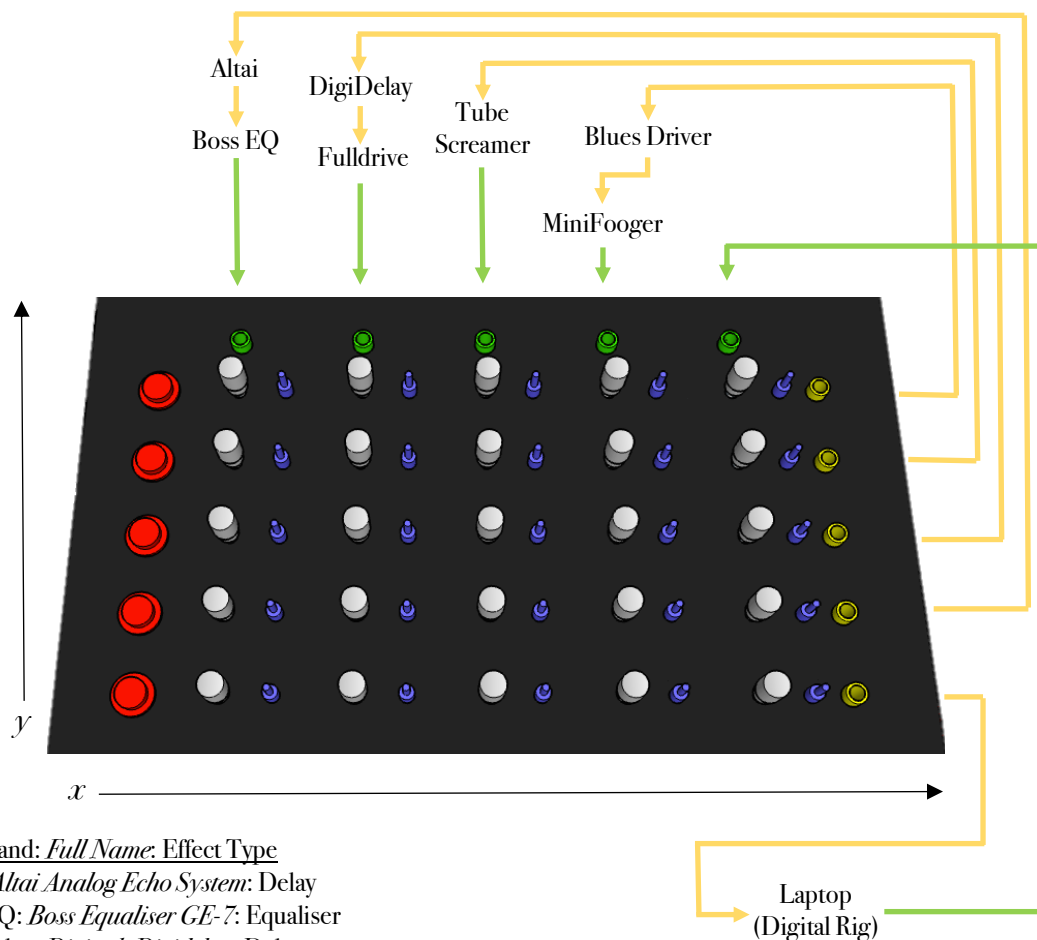 Altai
DigiDelay
Tube
Screamer
Blues Driver
Boss EQ
Fulldrive
MiniFooger
y
x
and: Full Name: Effect Type
Altai Analog Echo System: Delay
Q: Boss Equaliser GE-7: Equaliser
Laptop
(Digital Rig)